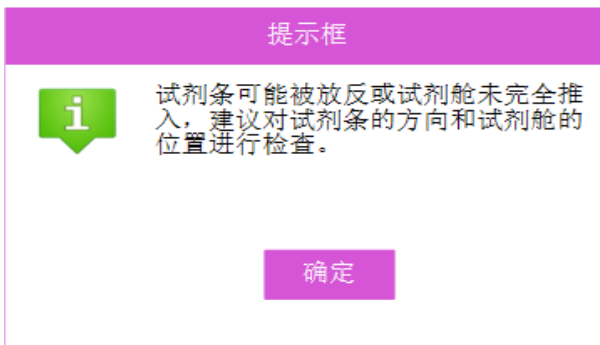 提示框
试剂条可能被放反或试剂舱未完全推
入，建议对试剂条的方向和试剂舱的
位置进行检查。
确定